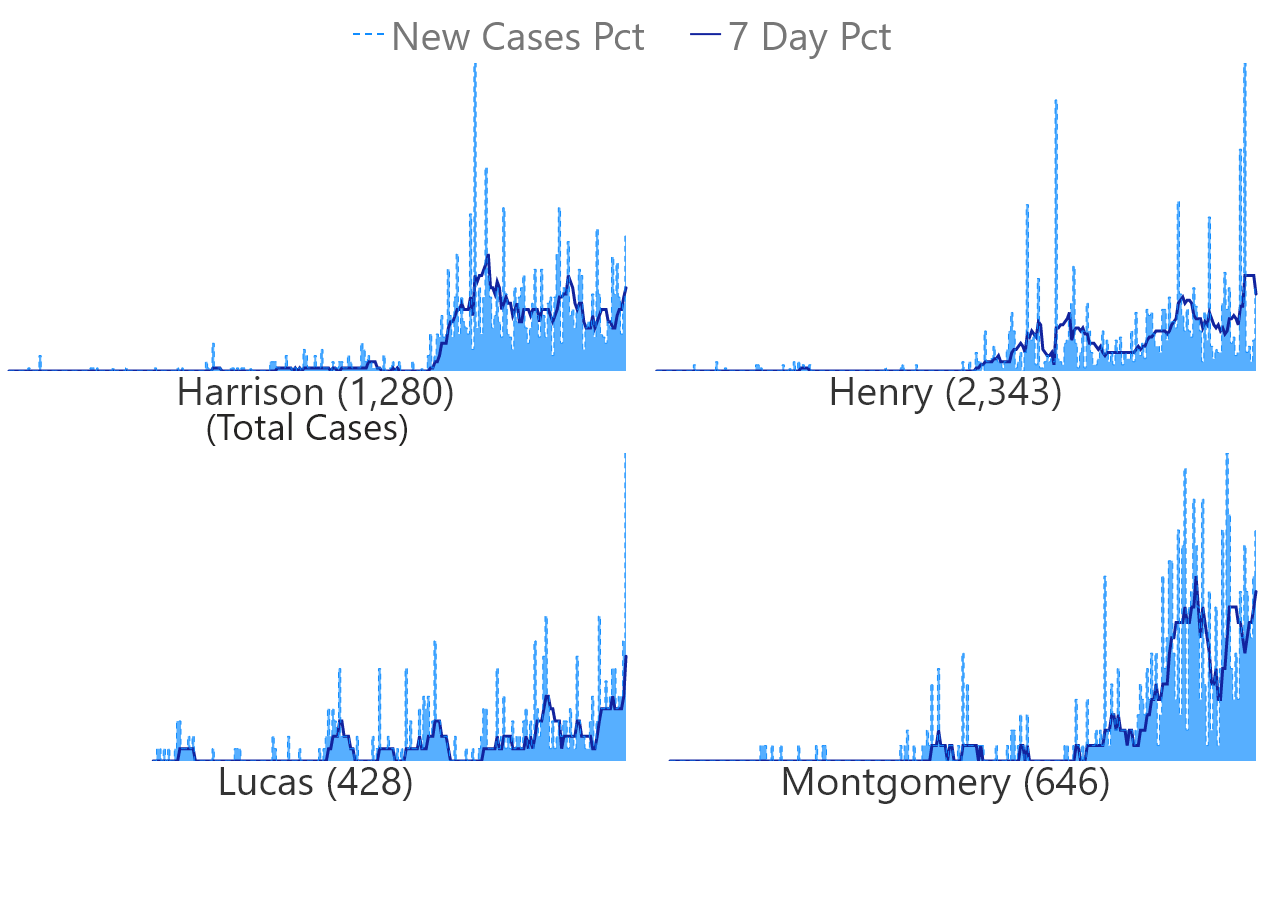 New Cases Pct 7 Day Pct
Harrison (1,280)
(Total Cases)
Henry (2,343)
Lucas (428)
Montgomery (646)